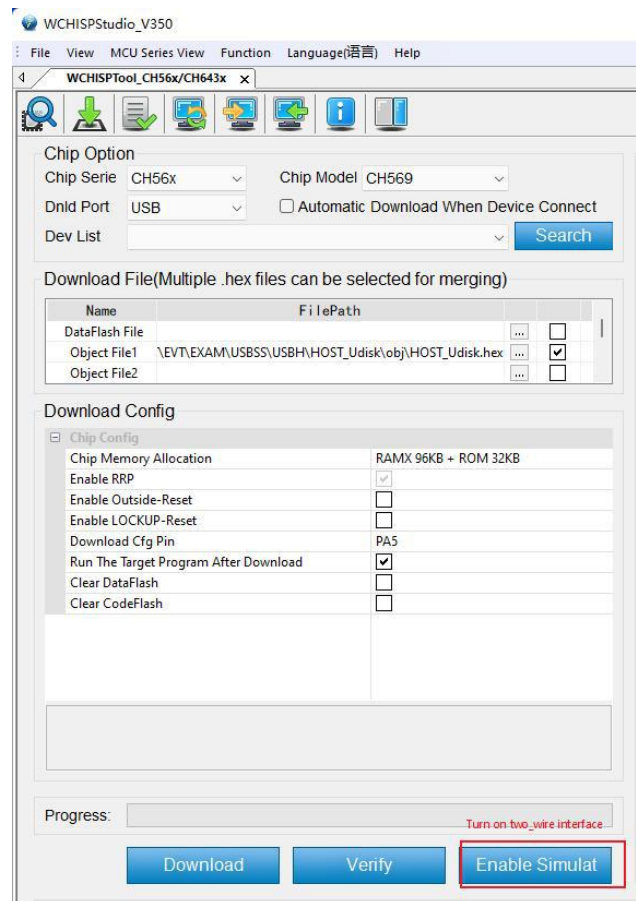 WCHISPStudio_V350
File View MCU Series View Function Language(语言) Help
WCHISPTool_CH56x/CH643x x
Chip Option
Chip Serie CH56x Chip Model CH569
Dnld Port USB Automatic Download When Device Connect
Dev List Search
Download File(Multiple .hex files can be selected for merging)
Name FilePath
DataFlash File ...
Object File1 \EVT\EXAM\USBSS\USBH\HOST_Udisk\obj\HOST_Udisk.hex ...
Object File2 ...
Download Config
Chip Config
Chip Memory Allocation RAMX 96KB + ROM 32KB
Enable RRP
Enable Outside-Reset
Enable LOCKUP-Reset
Download Cfg Pin PA5
Run The Target Program After Download
Clear DataFlash
Clear CodeFlash
Progress:
Turn on two_wire interface
Download Verify Enable Simulat